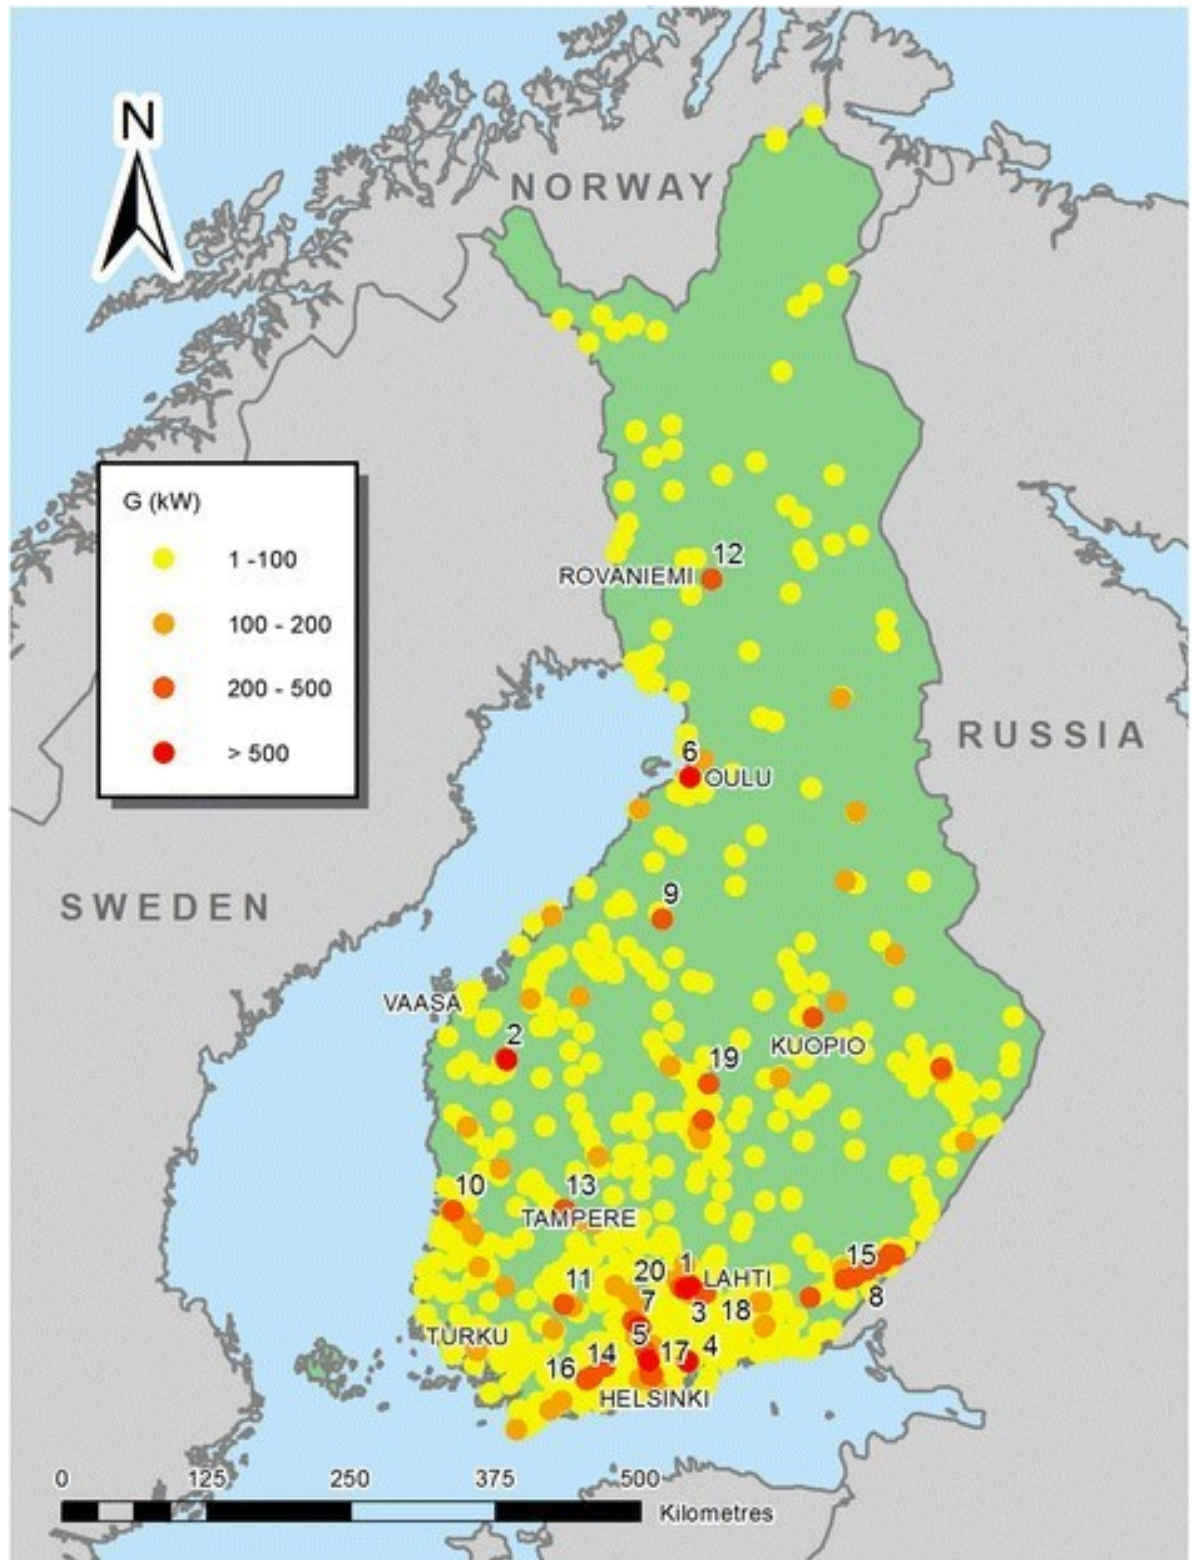 N
NORWAY
G (kW)
1 -100
100 - 200
200 - 500
> 500
12
ROVANIEMI
RUSSIA
6
OULU
SWEDEN
9
VAASA
2
KUOPIO
19
10
13
TAMPERE
15
1
20
LAHTI
11
8
7
3
18
TURKU
5
17
4
14
16
HELSINKI
0
125
250
375
500
Kilometres